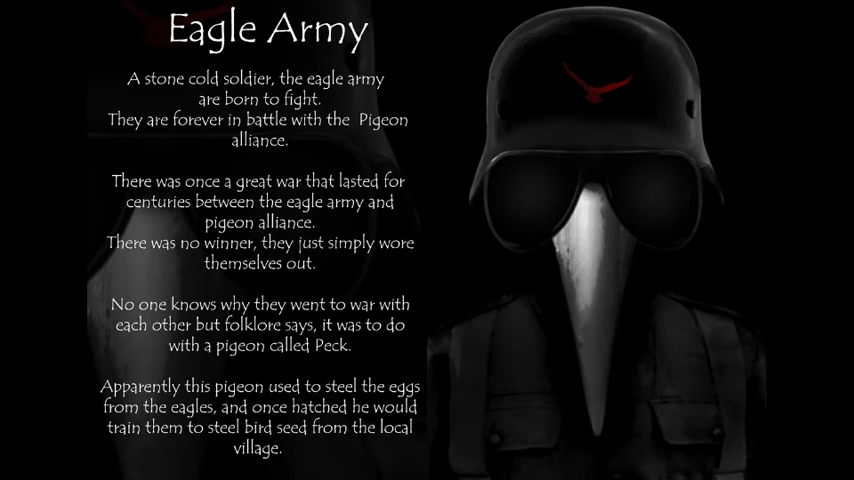 Eagle Army
A stone cold soldier, the eagle army
are born to fight.
They are forever in battle with the Pigeon
alliance.
There was once a great war that lasted for
centuries between the eagle army and
pigeon alliance.
There was no winner, they just simply wore
themselves out.
No one knows why they went to war with
each other but folklore says, it was to do
with a pigeon called Peck.
Apparently this pigeon used to steel the eggs
from the eagles, and once hatched he would
train them to steel bird seed from the local
village.